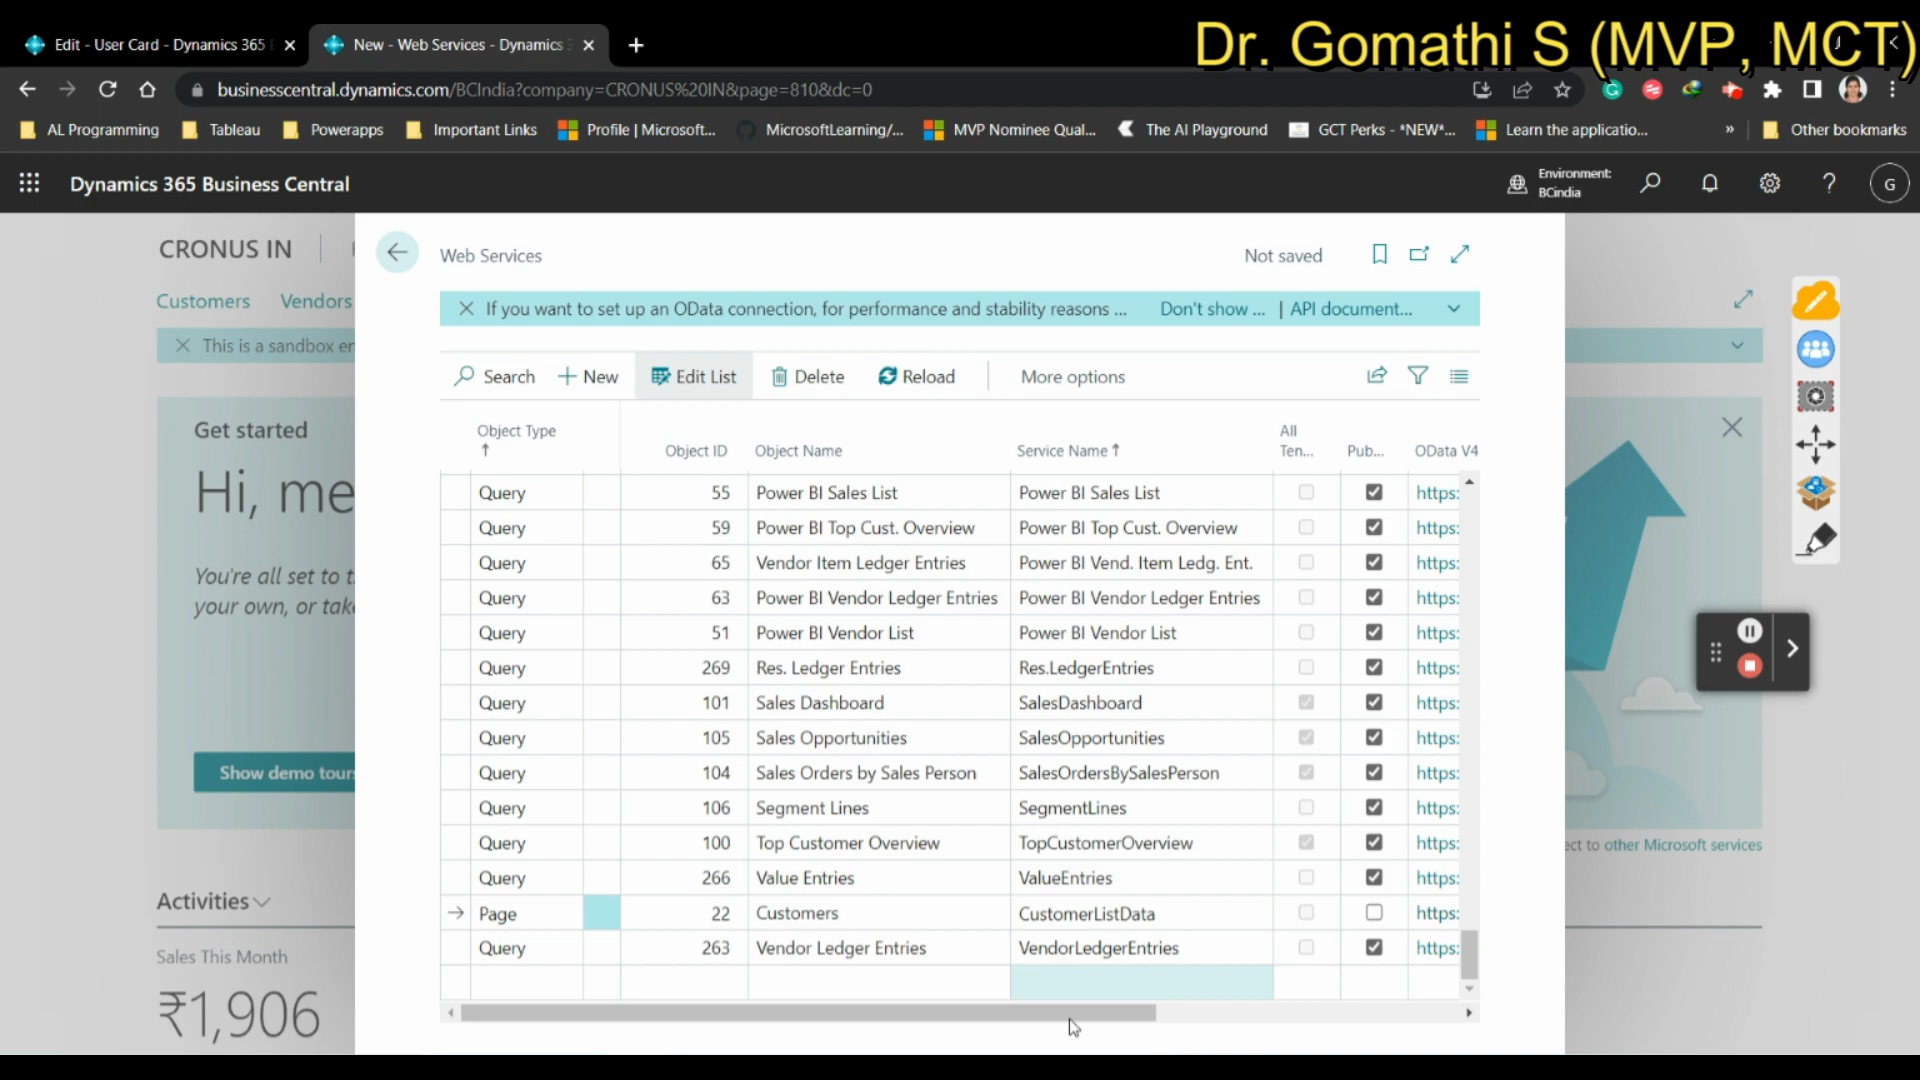 Dr. Gomathi S (MVP, MCT)
Edit - User Card - Dynamics 365
New - Web Services - Dynamics
businesscentral.dynamics.com/BCIndia?company=CRONUS%20IN&page=810&dc=0
AL Programming
Tableau
Powerapps
Important Links
Profile | Microsoft...
MicrosoftLearning/...
MVP Nominee Qual...
The AI Playground
GCT Perks - *NEW*...
Learn the applicatio...
»
Other bookmarks
Dynamics 365 Business Central
Environment:
BCindia
?
G
CRONUS IN
Customers Vendors
This is a sandbox
Get started
Hi, me
You're all set to
your own, or
Show demo tours
Activities
Sales This Month
₹1,906
other Microsoft services
Web Services
Not saved
If you want to set up an OData connection, for performance and stability reasons ... Don't show ... | API document...
Search New Edit List Delete Reload More options
Object Type ↑ Object ID Object Name Service Name ↑ All Ten... Pub... OData V4
Query 55 Power BI Sales List Power BI Sales List https:
Query 59 Power BI Top Cust. Overview Power BI Top Cust. Overview https:
Query 65 Vendor Item Ledger Entries Power BI Vend. Item Ledg. Ent. https:
Query 63 Power BI Vendor Ledger Entries Power BI Vendor Ledger Entries https:
Query 51 Power BI Vendor List Power BI Vendor List https:
Query 269 Res. Ledger Entries Res.LedgerEntries https:
Query 101 Sales Dashboard SalesDashboard https:
Query 105 Sales Opportunities SalesOpportunities https:
Query 104 Sales Orders by Sales Person SalesOrdersBySalesPerson https:
Query 106 Segment Lines SegmentLines https:
Query 100 Top Customer Overview TopCustomerOverview https:
Query 266 Value Entries ValueEntries https:
Page 22 Customers CustomerListData https:
Query 263 Vendor Ledger Entries VendorLedgerEntries https: